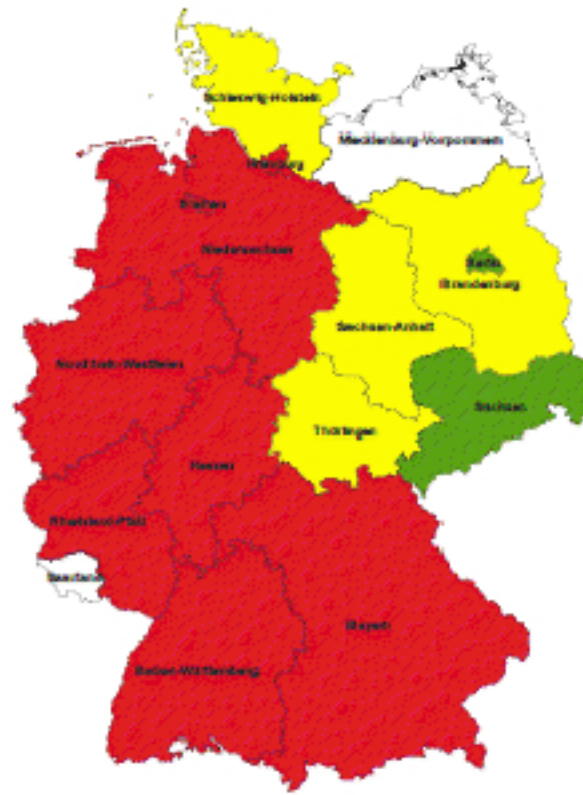 Schleswig-Holstein
Mecklenburg-Vorpommern
Hamburg
Bremen
Niedersachsen
Berlin
Brandenburg
Sachsen-Anhalt
Nordrhein-Westfalen
Sachsen
Thüringen
Hessen
Rheinland-Pfalz
Saarland
Bayern
Baden-Württemberg